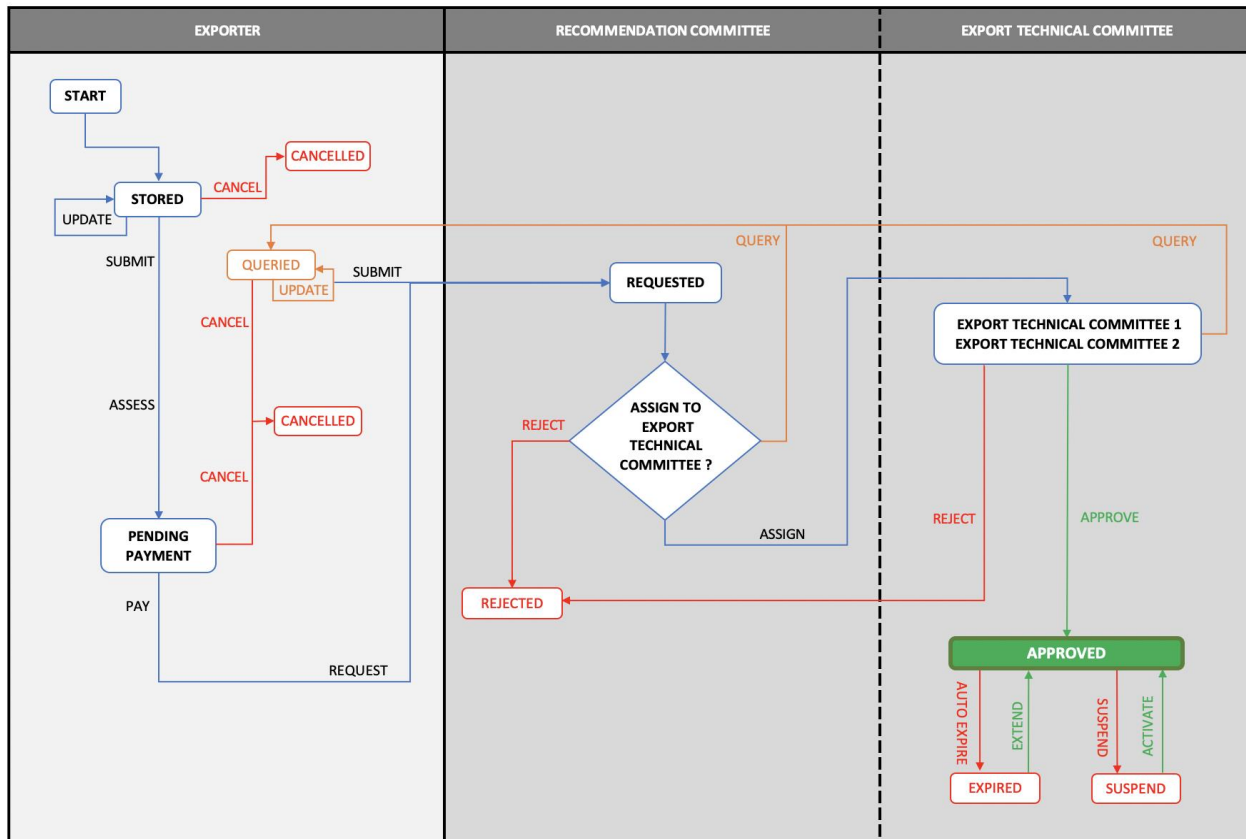 EXPORTER
RECOMMENDATION COMMITTEE
EXPORT TECHNICAL COMMITTEE
START
CANCELLED
CANCEL
STORED
UPDATE
SUBMIT
QUERIED
UPDATE
SUBMIT
CANCEL
ASSESS
CANCELLED
CANCEL
PENDING
PAYMENT
PAY
REQUEST
QUERY
REQUESTED
ASSIGN TO
EXPORT
TECHNICAL
COMMITTEE ?
REJECT
ASSIGN
REJECTED
QUERY
EXPORT TECHNICAL COMMITTEE 1
EXPORT TECHNICAL COMMITTEE 2
REJECT
APPROVE
APPROVED
AUTO EXPIRE
EXTEND
SUSPEND
ACTIVATE
EXPIRED
SUSPEND